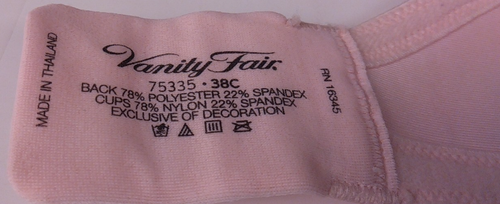 Vanity Fair.
75335 · 38C
BACK 78% POLYESTER 22% SPANDEX
CUPS 78% NYLON 22% SPANDEX
EXCLUSIVE OF DECORATION
MADE IN THAILAND
RN 16345